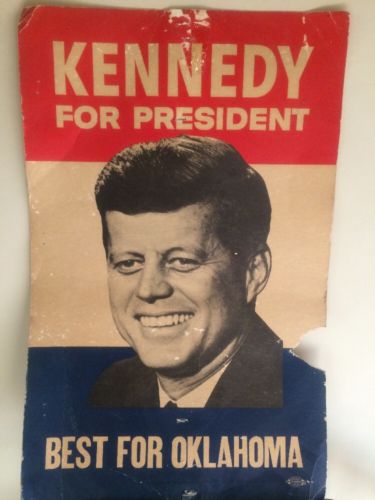 KENNEDY
FOR PRESIDENT
BEST FOR OKLAHOMA